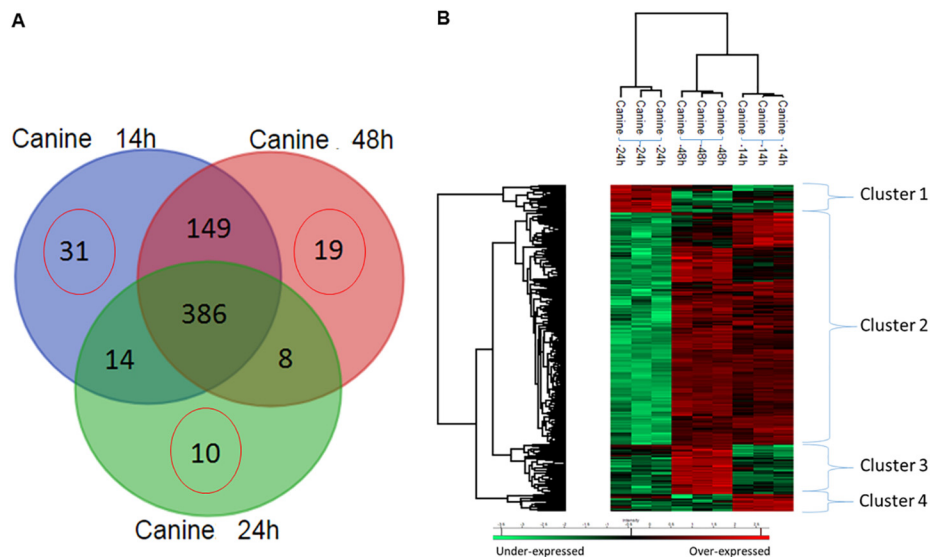 A
B
Canine 14h
Canine . 48h
31
149
19
386
14
8
10
Canine 24h
Canine -24h
Canine -24h
Canine -24h
Canine -48h
Canine -48h
Canine -48h
Canine -14h
Canine -14h
Canine -14h
Cluster 1
Cluster 2
Cluster 3
Cluster 4
Intensity
Under-expressed
Over-expressed